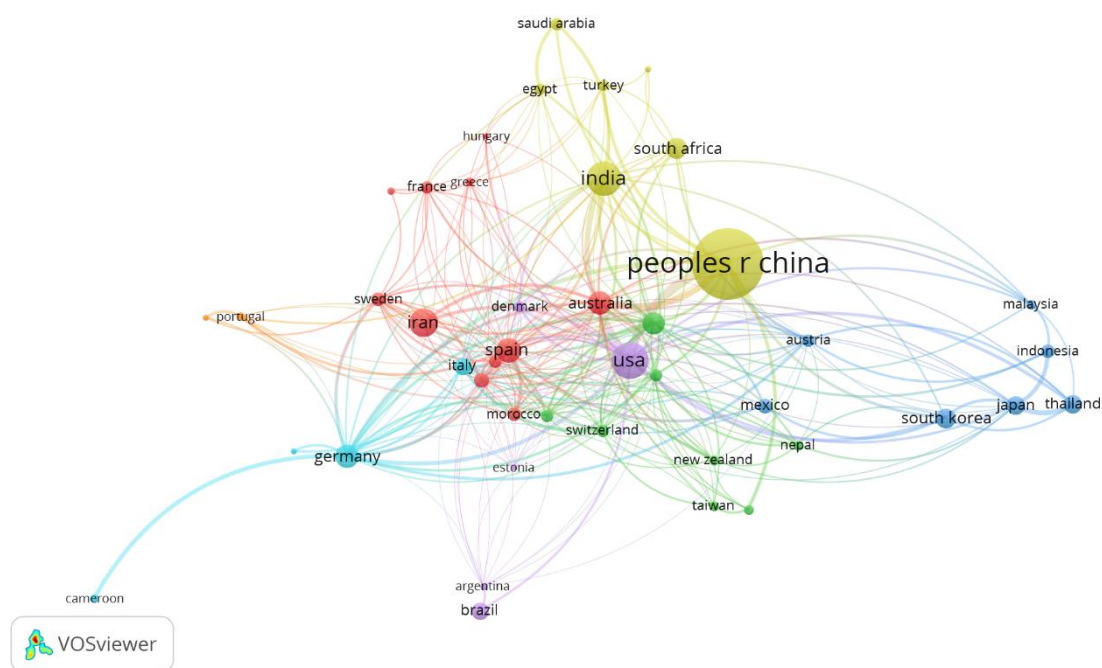 saudi arabia
egypt
turkey
hungary
south africa
india
france
greece
peoples r china
sweden
denmark
australia
malaysia
portugal
iran
spain
usa
austria
indonesia
italy
mexico
japan
thailand
morocco
south korea
switzerland
nepal
germany
estonia
new zealand
taiwan
argentina
cameroon
brazil
VOSviewer